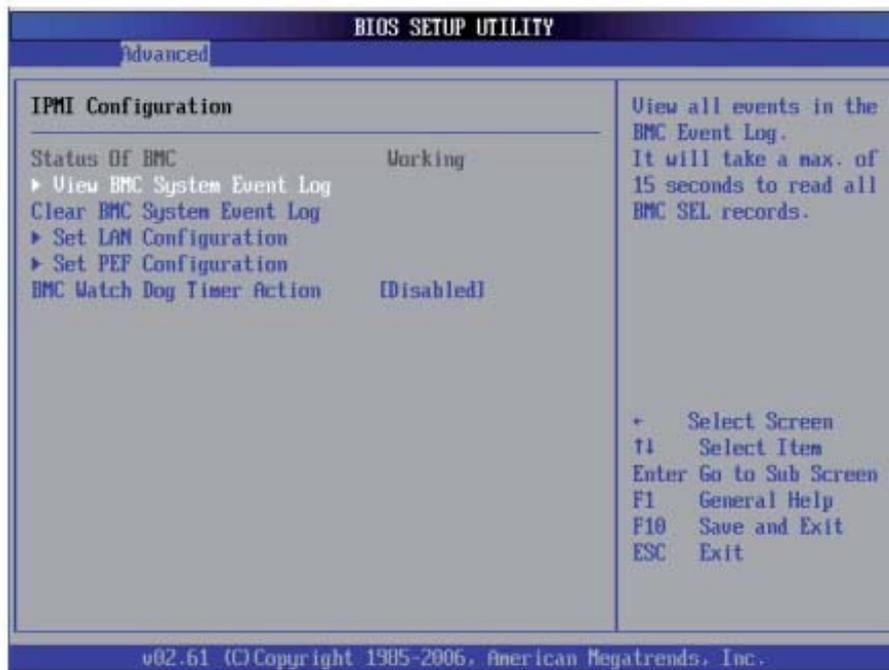 BIOS SETUP UTILITY
Advanced
IPMI Configuration
Status Of BMC Working
▶ View BMC System Event Log
Clear BMC System Event Log
▶ Set LAN Configuration
▶ Set PEF Configuration
BMC Watch Dog Timer Action [Disabled]
View all events in the
BMC Event Log.
It will take a max. of
15 seconds to read all
BMC SEL records.
← Select Screen
↑↓ Select Item
Enter Go to Sub Screen
F1 General Help
F10 Save and Exit
ESC Exit
v02.61 (C)Copyright 1985-2006, American Megatrends, Inc.